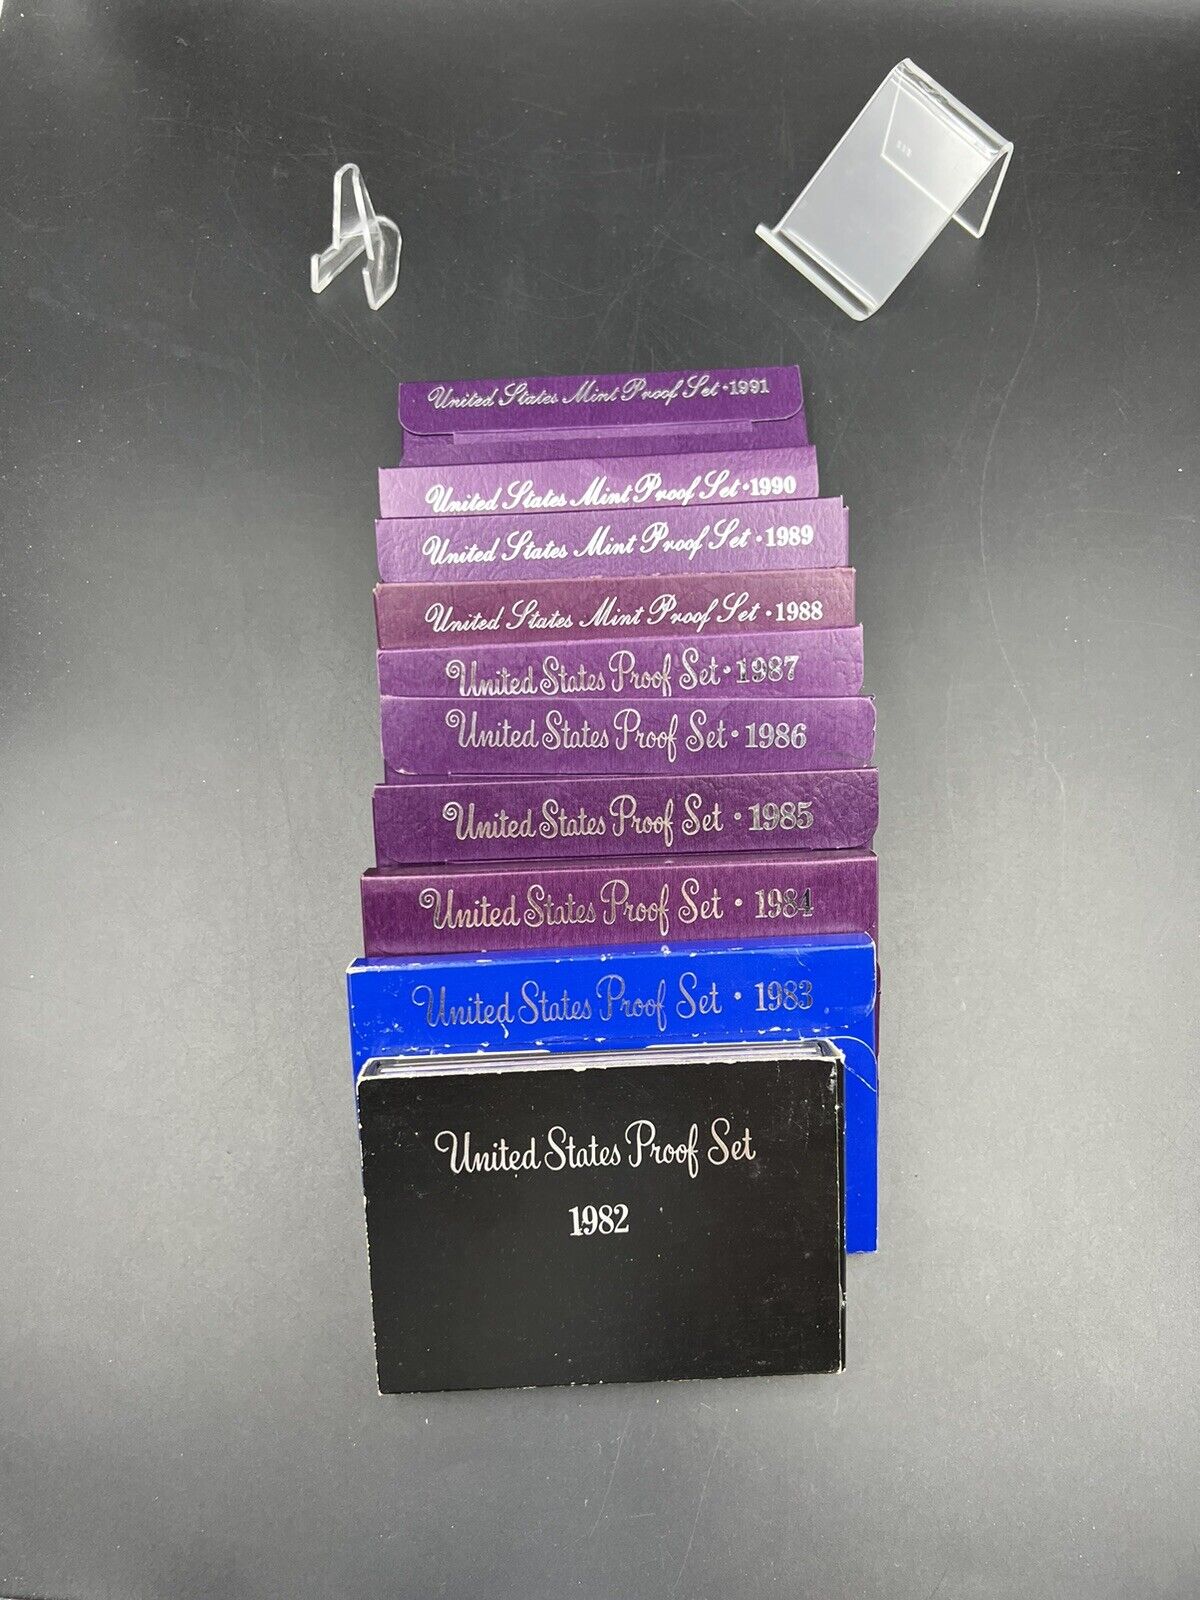 United States Mint Proof Set • 1991
United States Mint Proof Set • 1990
United States Mint Proof Set • 1989
United States Mint Proof Set • 1988
United States Proof Set • 1987
United States Proof Set • 1986
United States Proof Set • 1985
United States Proof Set • 1984
United States Proof Set • 1983
United States Proof Set
1982